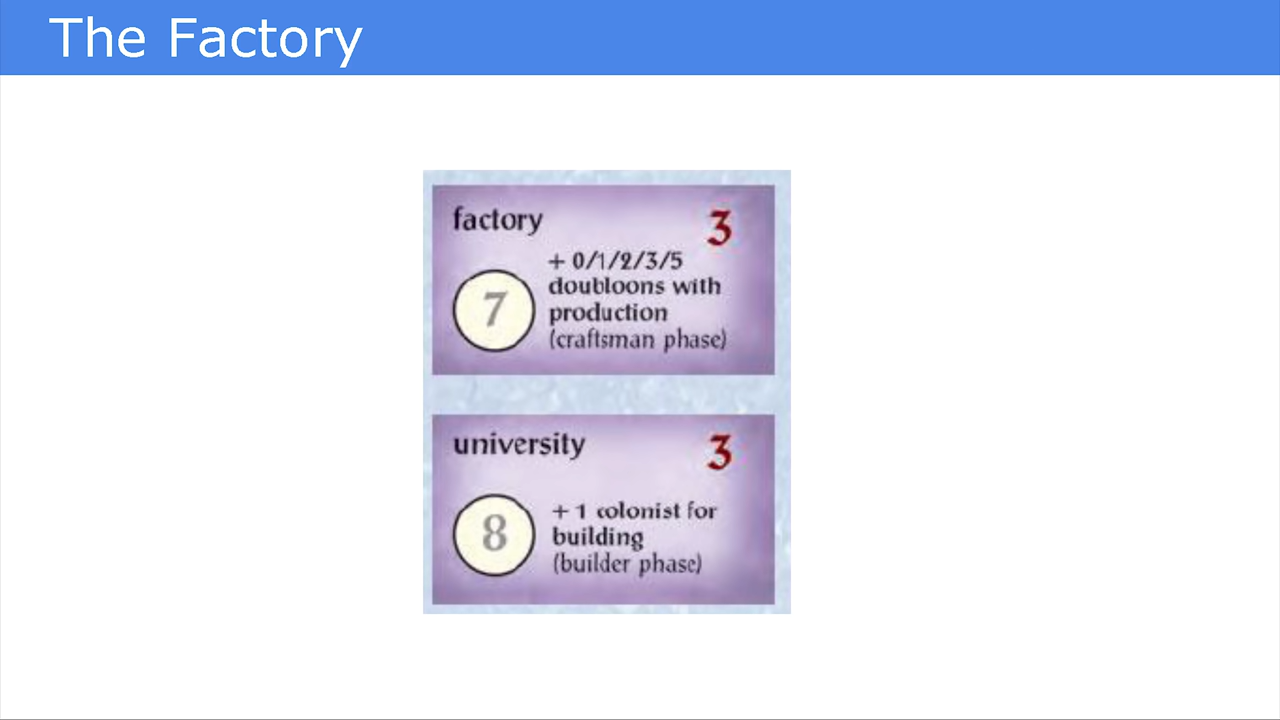 The Factory
factory
3
+ 0/1/2/3/5
doubloons with
production
(craftsman phase)
7
university
3
+ 1 colonist for
building
(builder phase)
8